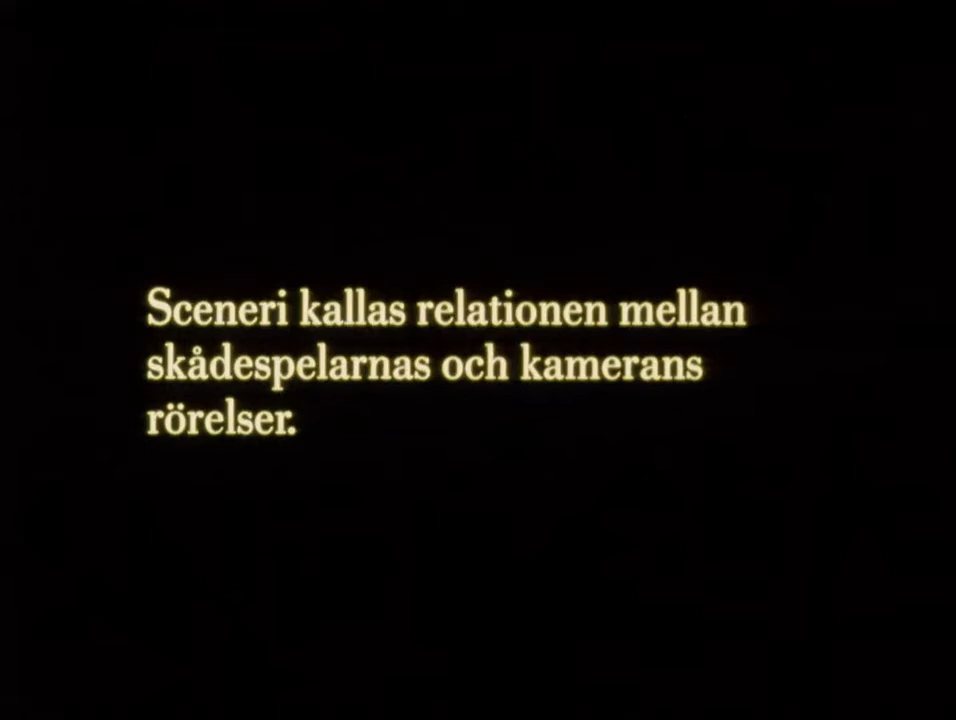 Sceneri kallas relationen mellan
skådespelarnas och kamerans
rörelser.